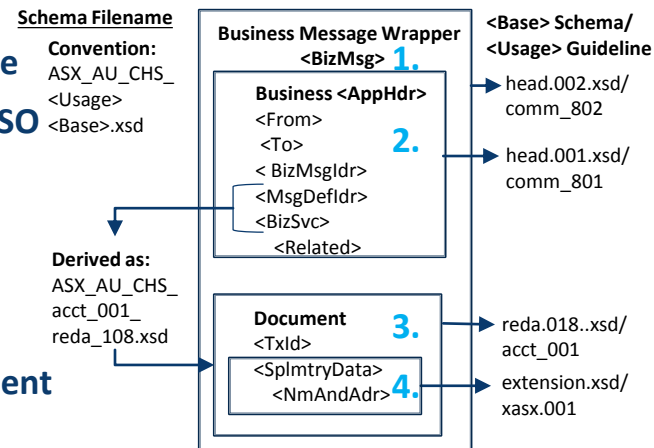 Schema Filename
Convention:
ASX_AU_CHS_
<Usage>
<Base>.xsd
e
SO
Derived as:
ASX_AU_CHS_
acct_001_
reda_108.xsd
ent
Business Message Wrapper
<BizMsg> 1.
Business <AppHdr>
<From>
<To> 2.
< BizMsgIdr>
<MsgDefIdr>
<BizSvc>
<Related>
Document 3.
<TxId>
<SplmtryData>
<NmAndAdr> 4.
<Base> Schema/
<Usage> Guideline
head.002.xsd/
comm_802
head.001.xsd/
comm_801
reda.018..xsd/
acct_001
extension.xsd/
xasx.001